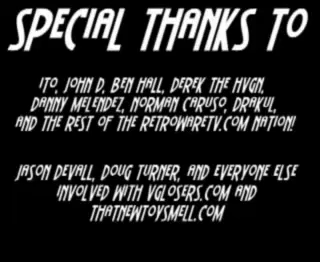 SPECIAL THANKS TO
ITO, JOHN D, BEN HALL, DEREK THE HVGN,
DANNY MELENDEZ, NORMAN CARUSO, DRAKUL,
AND THE REST OF THE RETROWARETV.COM NATION!
JASON DEVALL, DOUG TURNER, AND EVERYONE ELSE
INVOLVED WITH VGLOSERS.COM AND
THATNEWTOYSMELL.COM